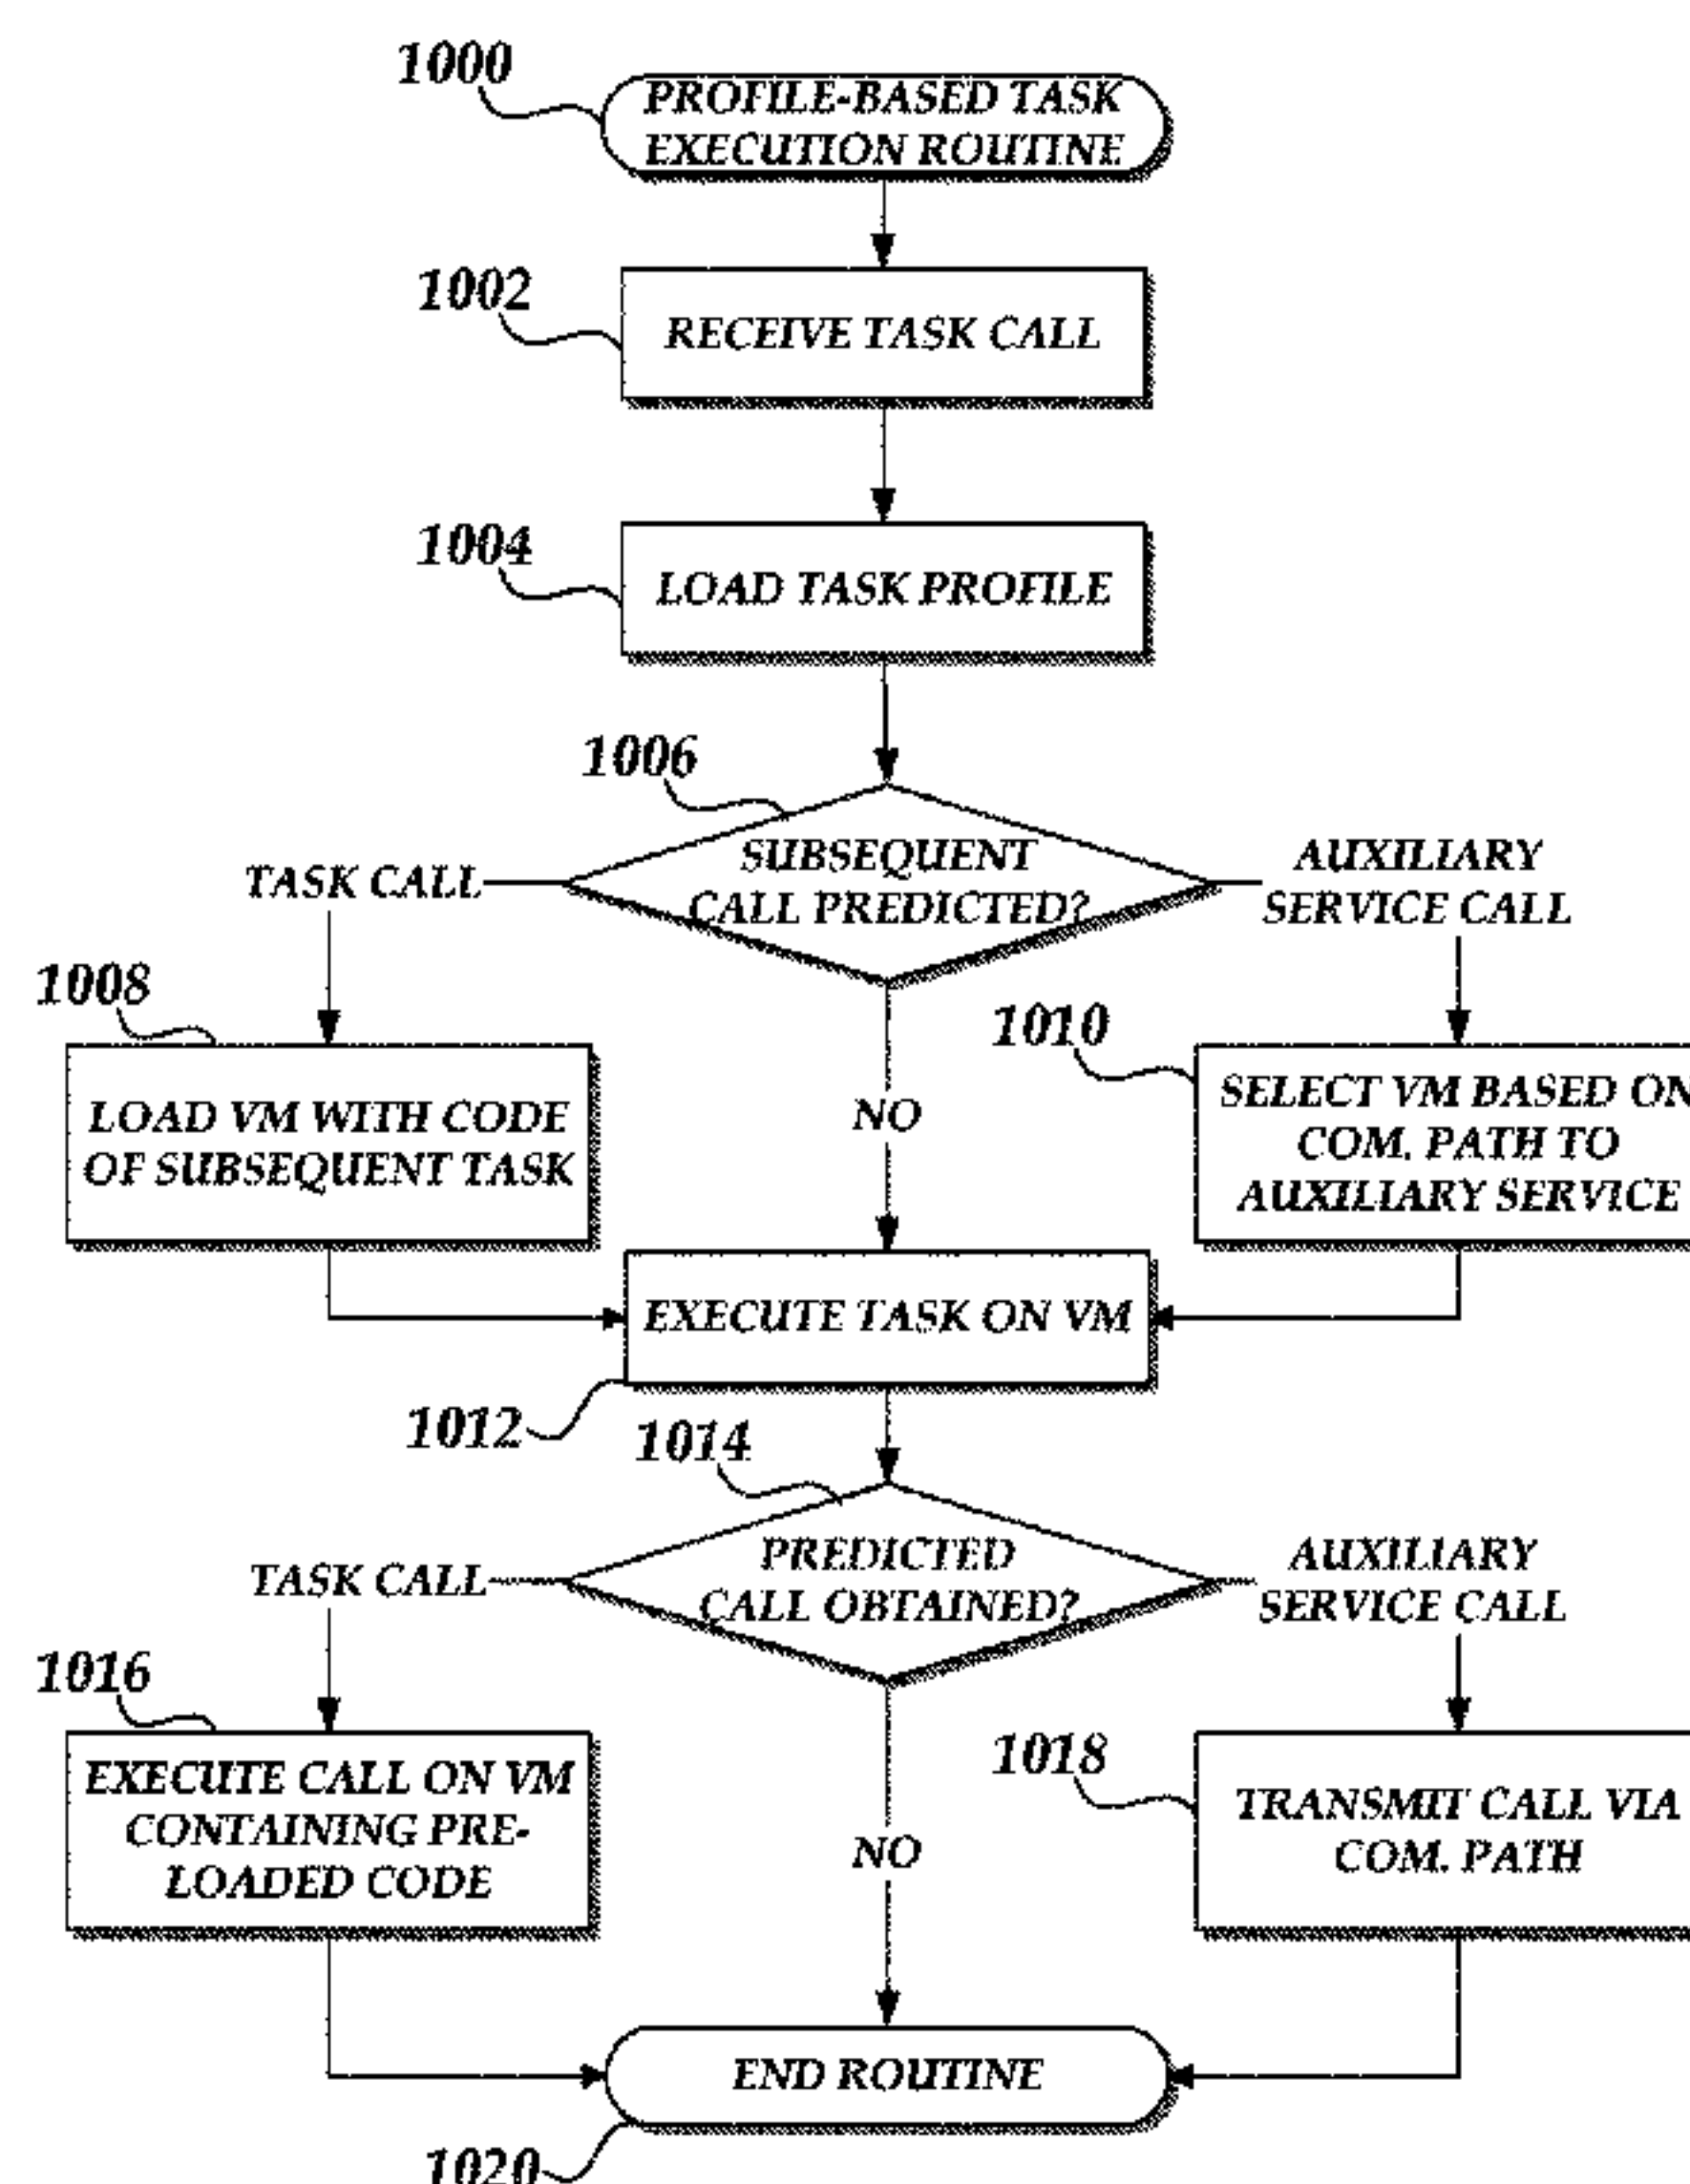 1000
PROFILE-BASED TASK
EXECUTION ROUTINE
1002
RECEIVE TASK CALL
1004
LOAD TASK PROFILE
1006
SUBSEQUENT
CALL PREDICTED?
TASK CALL
AUXILIARY
SERVICE CALL
1008
LOAD VM WITH CODE
OF SUBSEQUENT TASK
NO
1010
SELECT VM BASED ON
COM. PATH TO
AUXILIARY SERVICE
EXECUTE TASK ON VM
1012
1014
PREDICTED
CALL OBTAINED?
TASK CALL
AUXILIARY
SERVICE CALL
1016
EXECUTE CALL ON VM
CONTAINING PRE-
LOADED CODE
NO
1018
TRANSMIT CALL VIA
COM. PATH
END ROUTINE
1020